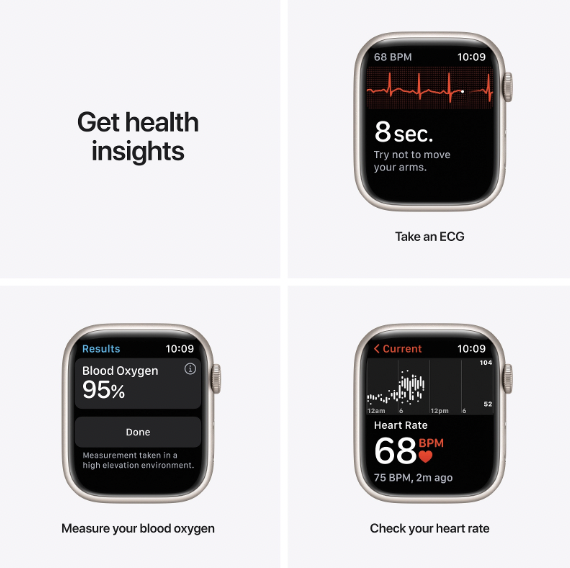 Get health
insights
68 BPM 10:09
8 sec.
Try not to move
your arms.
Take an ECG
Results 10:09
Blood Oxygen
95%
Done
Measurement taken in a
high elevation environment.
Measure your blood oxygen
Current 10:09
104
52
12am 6 12pm 6
Heart Rate
68 BPM
75 BPM, 2m ago
Check your heart rate